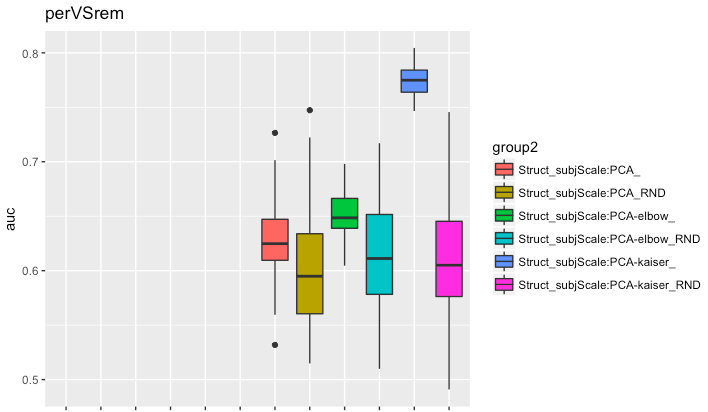 perVSrem
auc
0.8
0.7
0.6
0.5
group2
Struct_subjScale:PCA_
Struct_subjScale:PCA_RND
Struct_subjScale:PCA-elbow_
Struct_subjScale:PCA-elbow_RND
Struct_subjScale:PCA-kaiser_
Struct_subjScale:PCA-kaiser_RND